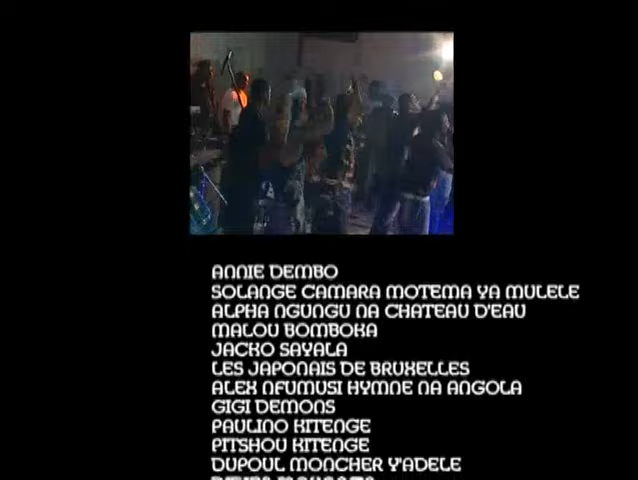 ANNIE DEMBO
SOLANGE CAMARA MOTEMA YA MULELE
ALPHA NGUNGU NA CHATEAU D'EAU
MALOU BOMBOKA
JACKO SAYALA
LES JAPONAIS DE BRUXELLES
ALEX NFUMUSI HYMNE NA ANGOLA
GIGI DEMONS
PAULINO KITENGE
PITSHOU KITENGE
DUPOUL MONCHER Y'ADELE